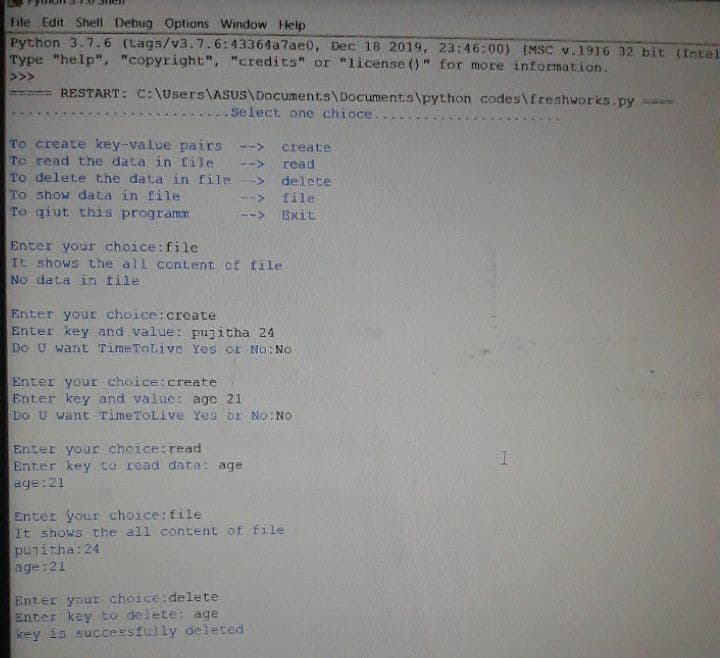 Python 3.7.6 Shell
File Edit Shell Debug Options Window Help
Python 3.7.6 (tags/v3.7.6:43364a7ae0, Dec 18 2019, 23:46:00) [MSC v.1916 32 bit (Intel
Type "help", "copyright", "credits" or "license()" for more information.
>>>
===== RESTART: C:\Users\ASUS\Documents\Documents\python codes\freshworks.py ====
...........................Select one chioce...........................
To create key-value pairs --> create
To read the data in file --> read
To delete the data in file --> delete
To show data in file --> file
To qiut this programm --> Exit
Enter your choice:file
It shows the all content of file
No data in file
Enter your choice:create
Enter key and value: pujitha 24
Do U want TimeToLive Yes or No:No
Enter your choice:create
Enter key and value: age 21
Do U want TimeToLive Yes or No:No
Enter your choice:read
Enter key to read data: age
age:21
Enter your choice:file
It shows the all content of file
pujitha:24
age:21
Enter your choice:delete
Enter key to delete: age
key is successfully deleted